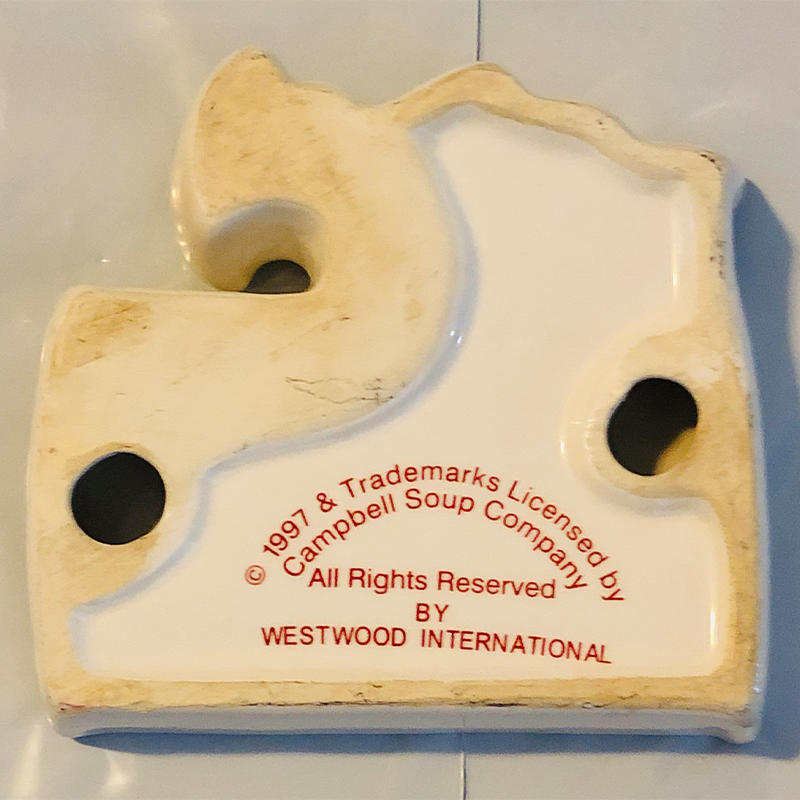 © 1997 & Trademarks Licensed by
Campbell Soup Company
All Rights Reserved
BY
WESTWOOD INTERNATIONAL